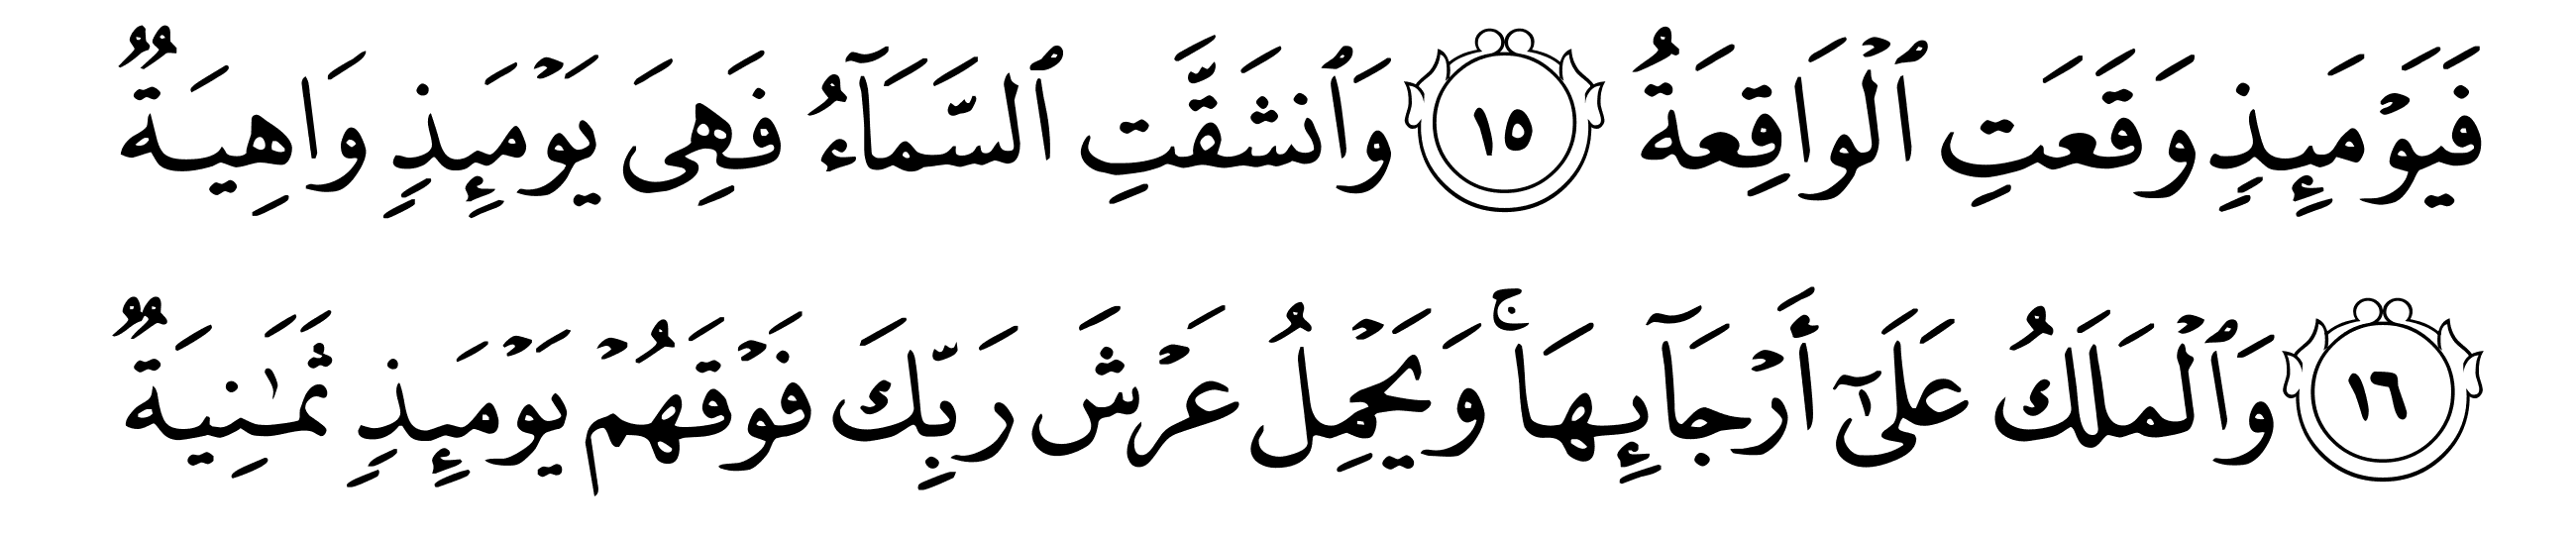 فَيَوْمَئِذٍ وَقَعَتِ ٱلْوَاقِعَةُ ١٥ وَٱنشَقَّتِ ٱلسَّمَآءُ فَهِىَ يَوْمَئِذٍ وَاهِيَةٌ
١٦ وَٱلْمَلَكُ عَلَىٰٓ أَرْجَآئِهَا ۚ وَيَحْمِلُ عَرْشَ رَبِّكَ فَوْقَهُمْ يَوْمَئِذٍ ثَمَـٰنِيَةٌ